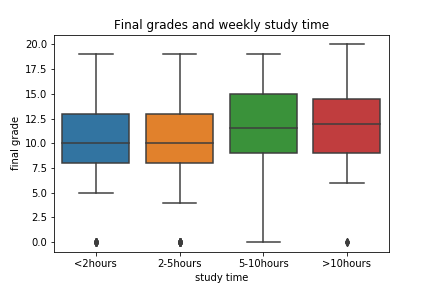 Final grades and weekly study time
final grade
20.0
17.5
15.0
12.5
10.0
7.5
5.0
2.5
0.0
<2hours 2-5hours 5-10hours >10hours
study time